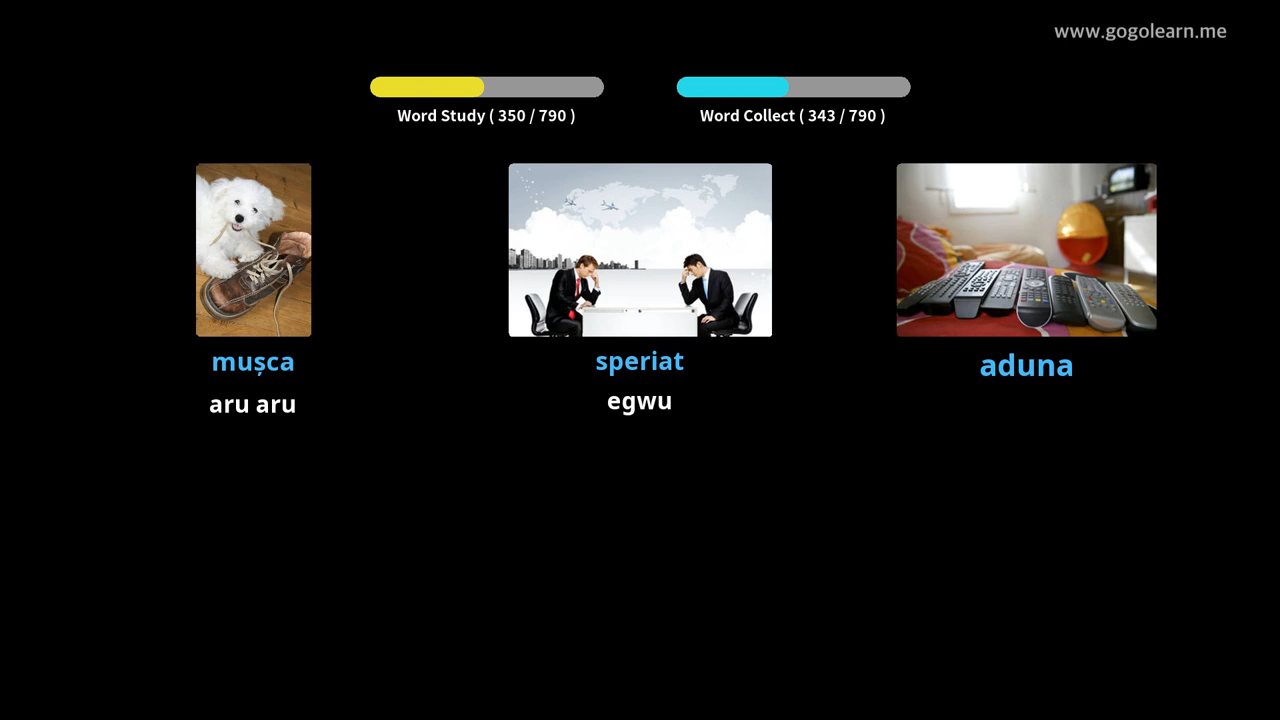 www.gogolearn.me
Word Study ( 350 / 790 )
Word Collect ( 343 / 790 )
mușca
speriat
aduna
aru aru
egwu